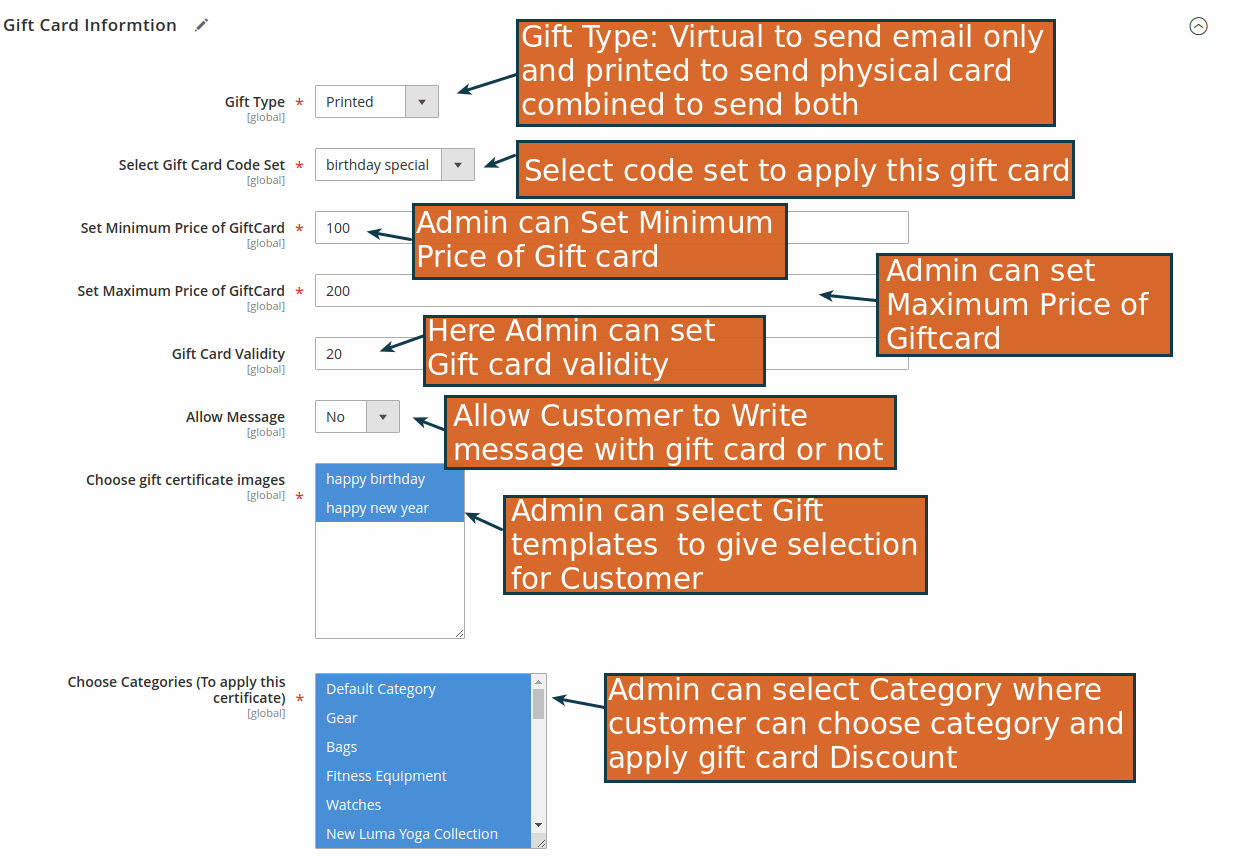 Gift Card Informtion
Gift Type: Virtual to send email only
and printed to send physical card
combined to send both
Gift Type *
[global]
Printed
Select Gift Card Code Set *
[global]
birthday special
Select code set to apply this gift card
Set Minimum Price of GiftCard *
[global]
100
Admin can Set Minimum
Price of Gift card
Set Maximum Price of GiftCard *
[global]
200
Admin can set
Maximum Price of
Giftcard
Gift Card Validity
[global]
20
Here Admin can set
Gift card validity
Allow Message
[global]
No
Allow Customer to Write
message with gift card or not
Choose gift certificate images
[global] *
happy birthday
happy new year
Admin can select Gift
templates  to give selection
for Customer
Choose Categories (To apply this
certificate) *
[global]
Default Category
Gear
Bags
Fitness Equipment
Watches
New Luma Yoga Collection
Admin can select Category where
customer can choose category and
apply gift card Discount